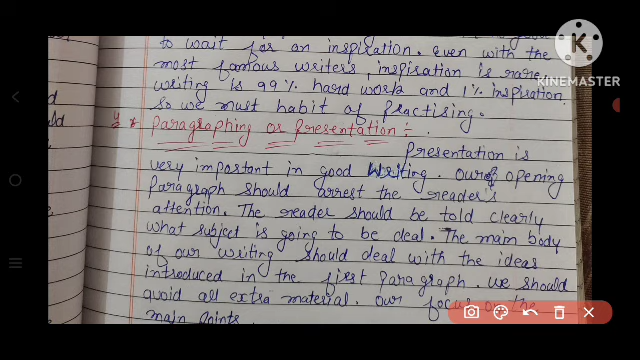 to wait for an inspiration. even with the
most famous writers, inspiration is rare
writing is 99% hard work and 1% inspiration.
So we must habit of Practising.
4 * Paragraphing or Presentation :-
Presentation is
very important in good Writing. Our opening
Paragraph should arrest the reader's
attention. The reader should be told clearly
what subject is going to be deal. The main body
of our writing should deal with the ideas
introduced in the first Paragraph. we should
avoid all extra material. Our focus on the
main Points.
K
KINEMASTER